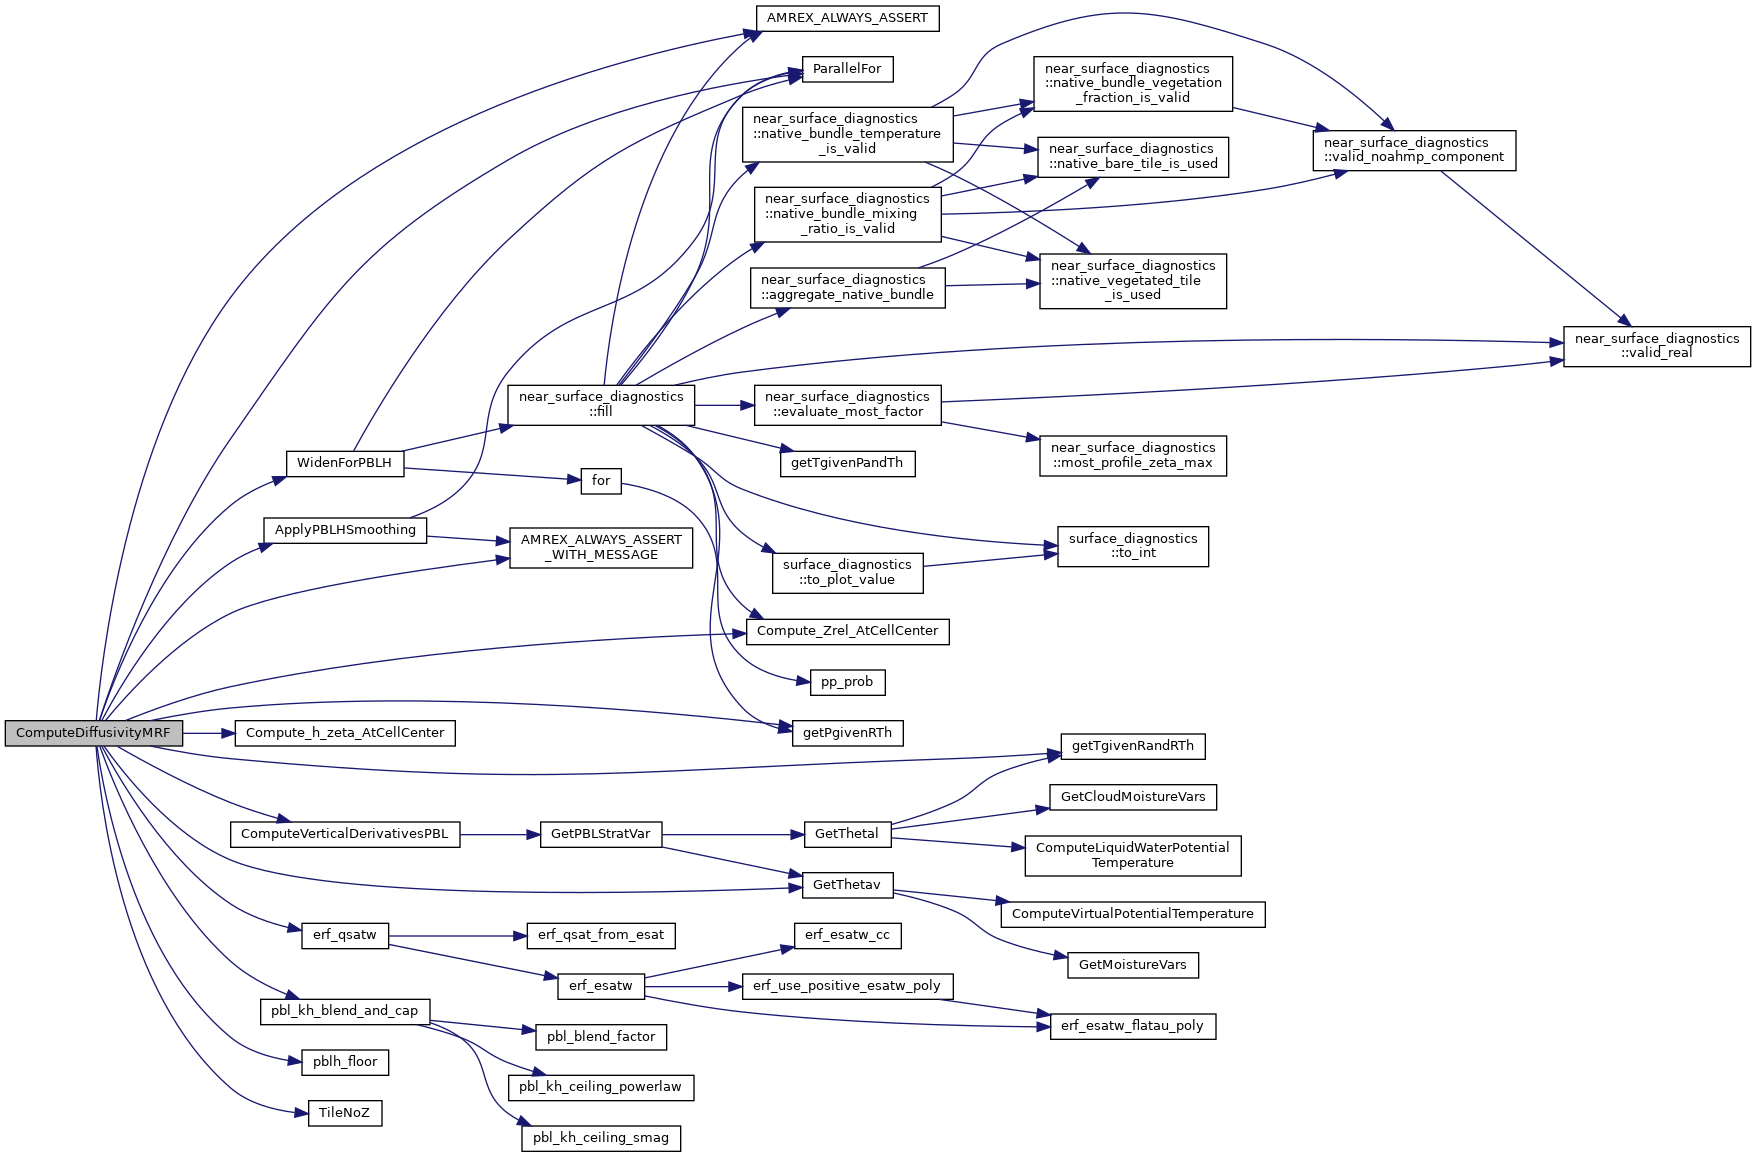 AMREX_ALWAYS_ASSERT
ParallelFor
near_surface_diagnostics
::native_bundle_vegetation
_fraction_is_valid
near_surface_diagnostics
::native_bundle_temperature
_is_valid
near_surface_diagnostics
::native_bare_tile_is_used
near_surface_diagnostics
::valid_noahmp_component
near_surface_diagnostics
::native_bundle_mixing
_ratio_is_valid
near_surface_diagnostics
::native_vegetated_tile
_is_used
near_surface_diagnostics
::aggregate_native_bundle
near_surface_diagnostics
::valid_real
near_surface_diagnostics
::fill
near_surface_diagnostics
::evaluate_most_factor
near_surface_diagnostics
::most_profile_zeta_max
WidenForPBLH
getTgivenPandTh
for
ApplyPBLHSmoothing
AMREX_ALWAYS_ASSERT
_WITH_MESSAGE
surface_diagnostics
::to_int
surface_diagnostics
::to_plot_value
Compute_Zrel_AtCellCenter
pp_prob
ComputeDiffusivityMRF
Compute_h_zeta_AtCellCenter
getPgivenRTh
getTgivenRandRTh
GetCloudMoistureVars
ComputeVerticalDerivativesPBL
GetPBLStratVar
GetThetal
ComputeLiquidWaterPotential
Temperature
GetThetav
ComputeVirtualPotentialTemperature
erf_qsatw
erf_qsat_from_esat
erf_esatw_cc
GetMoistureVars
erf_esatw
erf_use_positive_esatw_poly
pbl_kh_blend_and_cap
erf_esatw_flatau_poly
pbl_blend_factor
pblh_floor
pbl_kh_ceiling_powerlaw
TileNoZ
pbl_kh_ceiling_smag